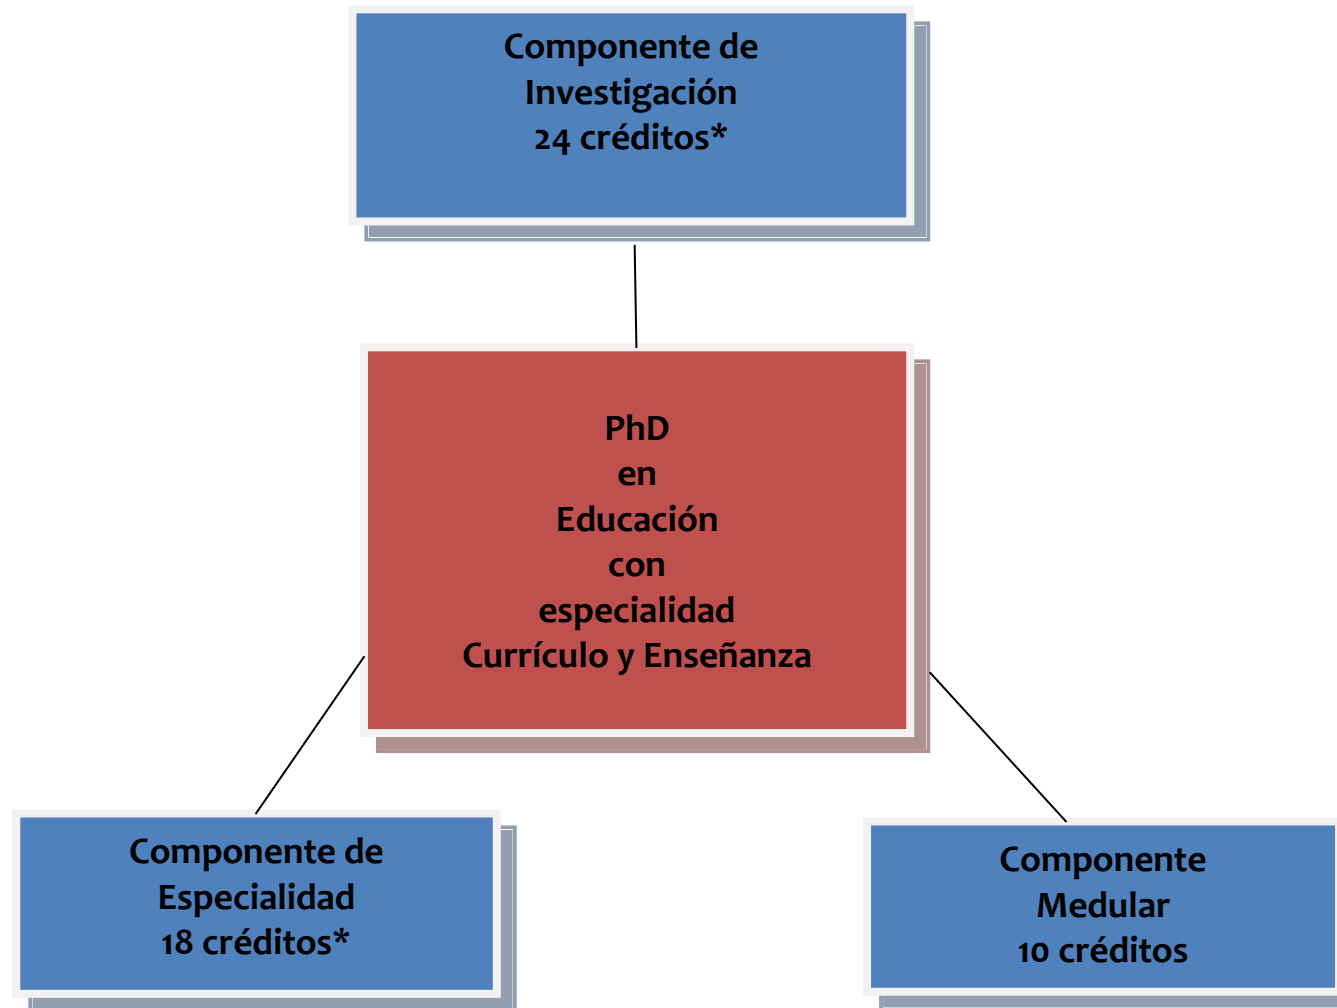 Componente de
Investigación
24 créditos*
PhD
en
Educación
con
especialidad
Currículo y Enseñanza
Componente de
Especialidad
18 créditos*
Componente
Medular
10 créditos